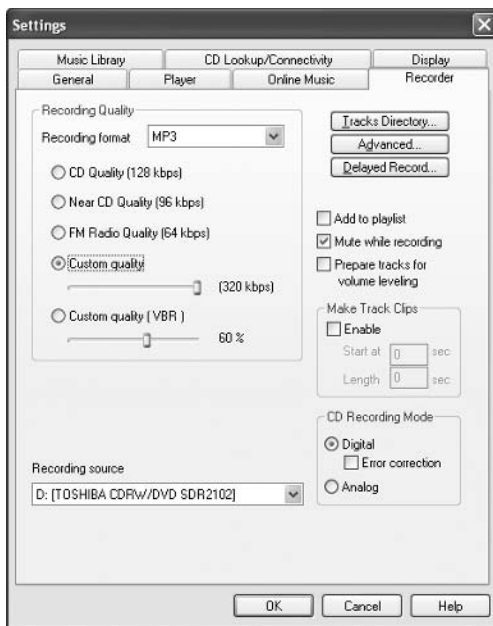 Settings
Music Library CD Lookup/Connectivity Display
General Player Online Music Recorder
Recording Quality
Recording format MP3
CD Quality (128 kbps)
Near CD Quality (96 kbps)
FM Radio Quality (64 kbps)
Custom quality
(320 kbps)
Custom quality ( VBR )
60 %
Recording source
D: [TOSHIBA CDRW/DVD SDR2102]
Tracks Directory...
Advanced...
Delayed Record...
Add to playlist
Mute while recording
Prepare tracks for
volume leveling
Make Track Clips
Enable
Start at 0 sec
Length 0 sec
CD Recording Mode
Digital
Error correction
Analog
OK Cancel Help